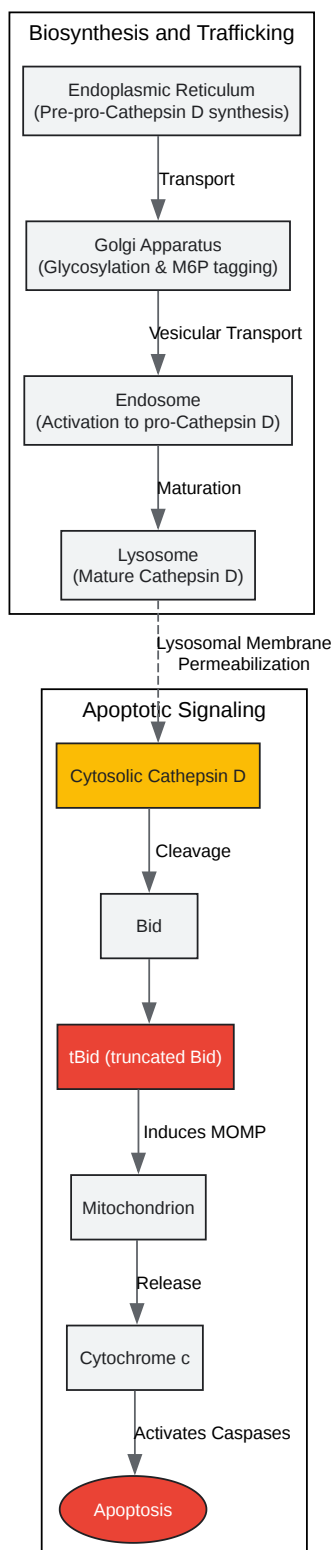 Biosynthesis and Trafficking
Endoplasmic Reticulum
(Pre-pro-Cathepsin D synthesis)
Transport
Golgi Apparatus
(Glycosylation & M6P tagging)
Vesicular Transport
Endosome
(Activation to pro-Cathepsin D)
Maturation
Lysosome
(Mature Cathepsin D)
Lysosomal Membrane
Permeabilization
Apoptotic Signaling
Cytosolic Cathepsin D
Cleavage
Bid
tBid (truncated Bid)
Induces MOMP
Mitochondrion
Release
Cytochrome c
Activates Caspases
Apoptosis